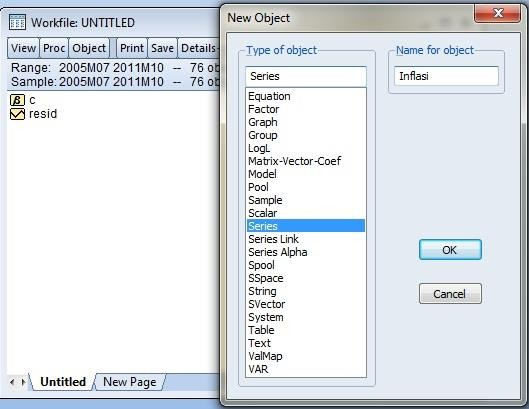 Workfile: UNTITLED
View Proc Object Print Save Details
Range: 2005M07 2011M10 -- 76 ob
Sample: 2005M07 2011M10 -- 76 ob
β c
resid
Untitled New Page
New Object
Type of object
Series
Equation
Factor
Graph
Group
LogL
Matrix-Vector-Coef
Model
Pool
Sample
Scalar
Series
Series Link
Series Alpha
Spool
SSpace
String
SVector
System
Table
Text
ValMap
VAR
Name for object
Inflasi
OK
Cancel